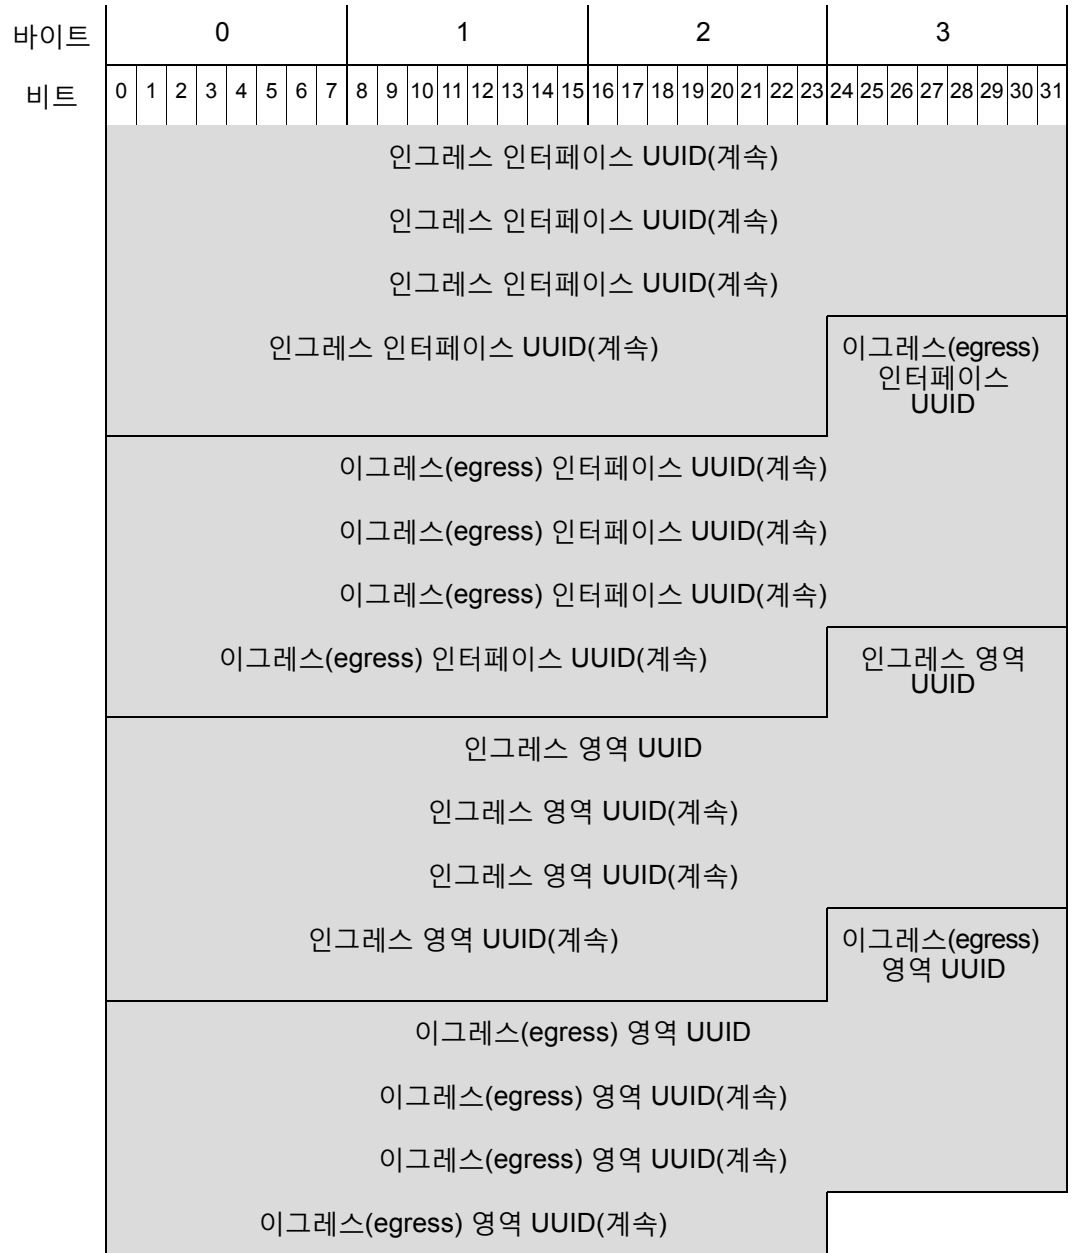 바이트 0 1 2 3
비트 0 1 2 3 4 5 6 7 8 9 10 11 12 13 14 15 16 17 18 19 20 21 22 23 24 25 26 27 28 29 30 31
인그레스 인터페이스 UUID(계속)
인그레스 인터페이스 UUID(계속)
인그레스 인터페이스 UUID(계속)
인그레스 인터페이스 UUID(계속)
이그레스(egress)
인터페이스
UUID
이그레스(egress) 인터페이스 UUID(계속)
이그레스(egress) 인터페이스 UUID(계속)
이그레스(egress) 인터페이스 UUID(계속)
이그레스(egress) 인터페이스 UUID(계속)
인그레스 영역
UUID
인그레스 영역 UUID
인그레스 영역 UUID(계속)
인그레스 영역 UUID(계속)
인그레스 영역 UUID(계속)
이그레스(egress)
영역 UUID
이그레스(egress) 영역 UUID
이그레스(egress) 영역 UUID(계속)
이그레스(egress) 영역 UUID(계속)
이그레스(egress) 영역 UUID(계속)